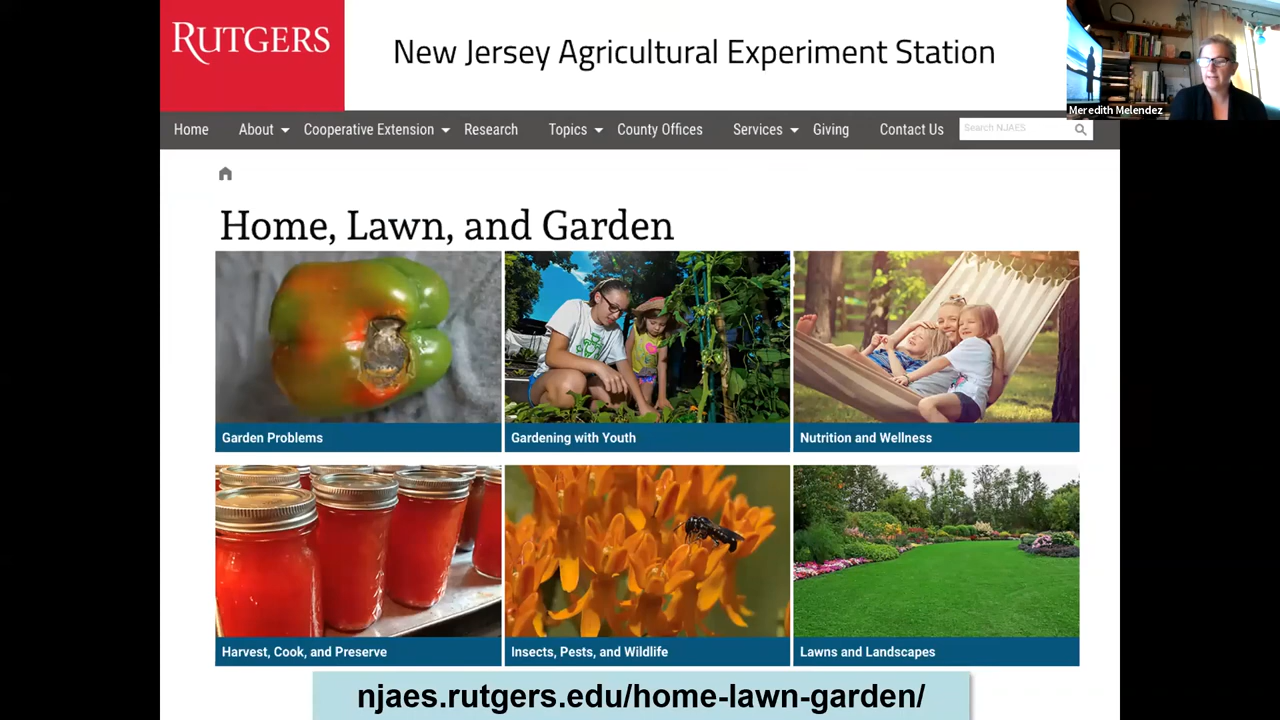 RUTGERS
New Jersey Agricultural Experiment Station
Meredith Melendez
Home About Cooperative Extension Research Topics County Offices Services Giving Contact Us Search NJAES
Home, Lawn, and Garden
Garden Problems Gardening with Youth Nutrition and Wellness
Harvest, Cook, and Preserve Insects, Pests, and Wildlife Lawns and Landscapes
njaes.rutgers.edu/home-lawn-garden/